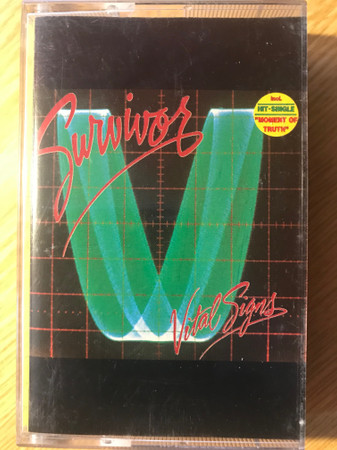 Survivor
Incl.
HIT-SINGLE
"MOMENT OF
TRUTH"
Vital Signs